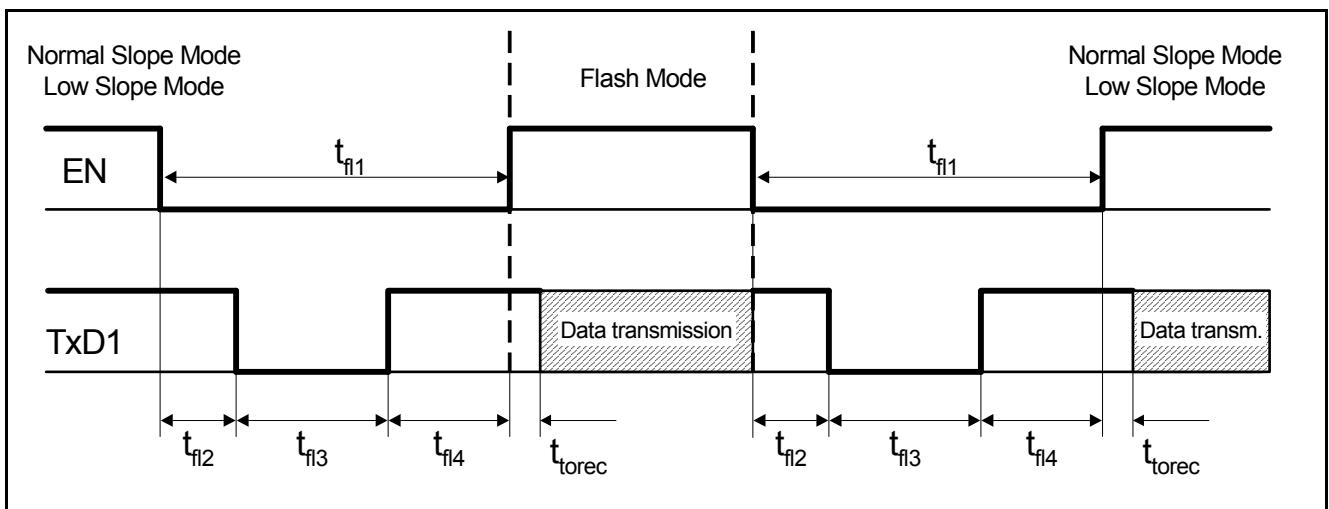 Normal Slope Mode
Low Slope Mode
Flash Mode
Normal Slope Mode
Low Slope Mode
EN
tfl1
tfl1
TxD1
Data transmission
Data transm.
tfl2
tfl3
tfl4
ttorec
tfl2
tfl3
tfl4
ttorec